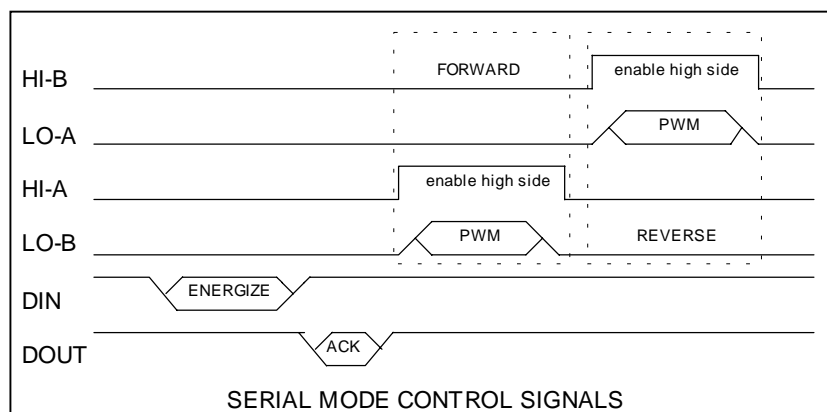 HI-B
FORWARD
enable high side
LO-A
PWM
HI-A
enable high side
LO-B
PWM
REVERSE
DIN
ENERGIZE
DOUT
ACK
SERIAL MODE CONTROL SIGNALS